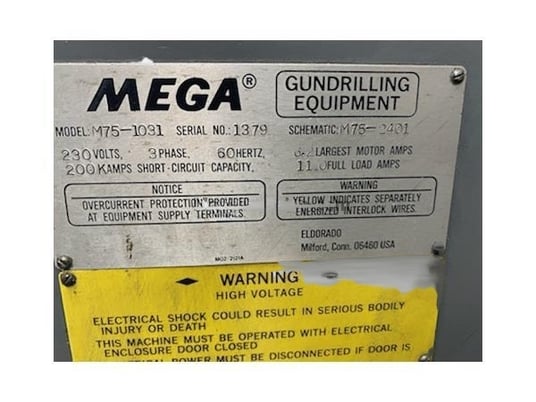 MEGA®
GUNDRILLING
EQUIPMENT
MODEL: M75-1031 SERIAL NO.: 1379 SCHEMATIC: M75-2401
230 VOLTS, 3 PHASE, 60 HERTZ, 6.2 LARGEST MOTOR AMPS
200 KAMPS SHORT-CIRCUIT CAPACITY, 11.0 FULL LOAD AMPS
NOTICE
OVERCURRENT PROTECTION PROVIDED
AT EQUIPMENT SUPPLY TERMINALS.
WARNING
YELLOW INDICATES SEPARATELY
ENERGIZED INTERLOCK WIRES.
ELDORADO
Milford, Conn. 06460 USA
WARNING
HIGH VOLTAGE
ELECTRICAL SHOCK COULD RESULT IN SERIOUS BODILY
INJURY OR DEATH
THIS MACHINE MUST BE OPERATED WITH ELECTRICAL
ENCLOSURE DOOR CLOSED
POWER MUST BE DISCONNECTED IF DOOR IS